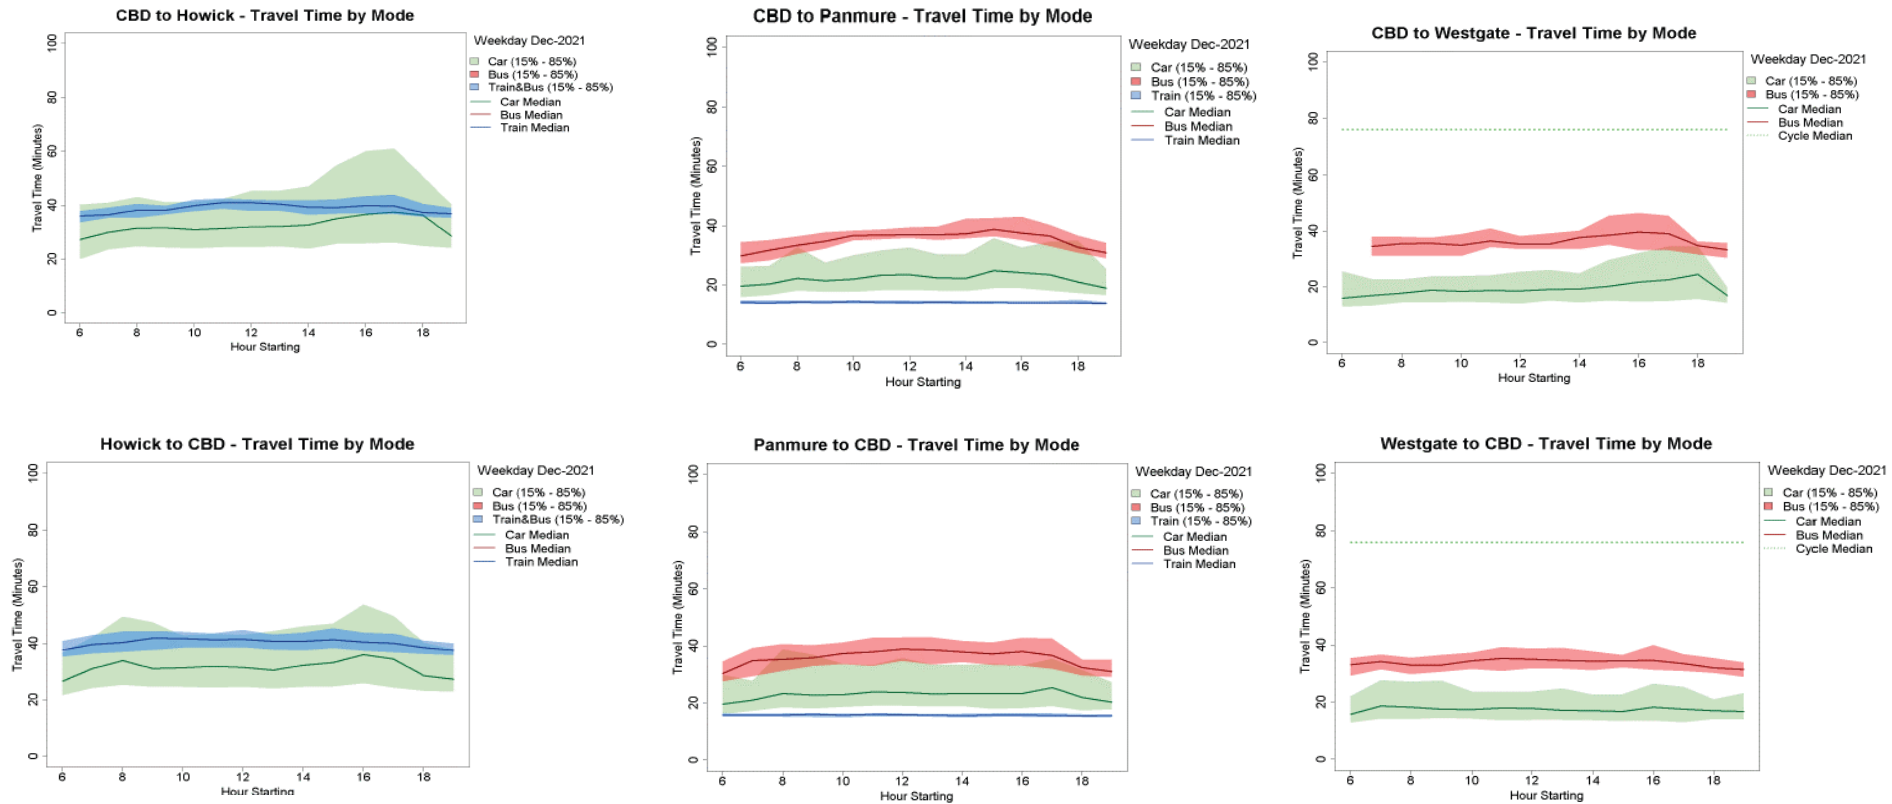 CBD to Howick - Travel Time by Mode
Weekday Dec-2021
Car (15% - 85%)
Bus (15% - 85%)
Train&Bus (15% - 85%)
Car Median
Bus Median
Train Median
Travel Time (Minutes)
0 20 40 60 80 100
6 8 10 12 14 16 18
Hour Starting
CBD to Panmure - Travel Time by Mode
Weekday Dec-2021
Car (15% - 85%)
Bus (15% - 85%)
Train (15% - 85%)
Car Median
Bus Median
Train Median
Travel Time (Minutes)
0 20 40 60 80 100
6 8 10 12 14 16 18
Hour Starting
CBD to Westgate - Travel Time by Mode
Weekday Dec-2021
Car (15% - 85%)
Bus (15% - 85%)
Car Median
Bus Median
Cycle Median
Travel Time (Minutes)
0 20 40 60 80 100
6 8 10 12 14 16 18
Hour Starting
Howick to CBD - Travel Time by Mode
Weekday Dec-2021
Car (15% - 85%)
Bus (15% - 85%)
Train&Bus (15% - 85%)
Car Median
Bus Median
Train Median
Travel Time (Minutes)
0 20 40 60 80 100
6 8 10 12 14 16 18
Hour Starting
Panmure to CBD - Travel Time by Mode
Weekday Dec-2021
Car (15% - 85%)
Bus (15% - 85%)
Train (15% - 85%)
Car Median
Bus Median
Train Median
Travel Time (Minutes)
0 20 40 60 80 100
6 8 10 12 14 16 18
Hour Starting
Westgate to CBD - Travel Time by Mode
Weekday Dec-2021
Car (15% - 85%)
Bus (15% - 85%)
Car Median
Bus Median
Cycle Median
Travel Time (Minutes)
0 20 40 60 80 100
6 8 10 12 14 16 18
Hour Starting